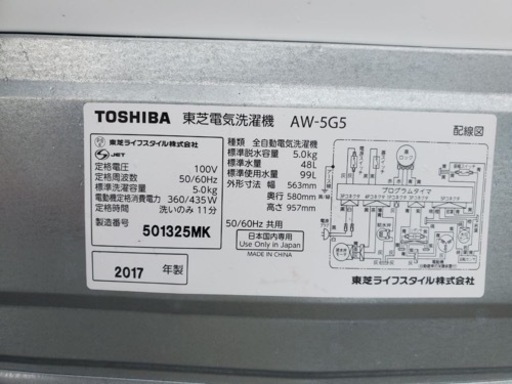 TOSHIBA 東芝電気洗濯機 AW-5G5
配線図
東芝ライフスタイル株式会社
JET
定格電圧 100V
定格周波数 50/60Hz
標準洗濯容量 5.0kg
電動機定格消費電力 360/435W
定格時間 洗いのみ 11分
製造番号
501325MK
2017 年製
種類 全自動電気洗濯機
標準脱水容量 5.0kg
標準水量 48L
標準使用水量 99L
外形寸法 幅 563mm
奥行 580mm
高さ 957mm
50/60Hz 共用
日本国内専用
Use Only in Japan
MADE IN CHINA
プログラムタイマ
東芝ライフスタイル株式会社